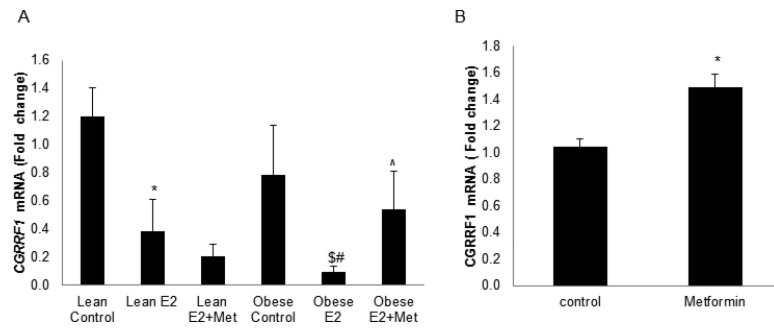 A
CGRRF1 mRNA (Fold change)
1.6
1.4
1.2
1.0
0.8
0.6
0.4
0.2
0.0
*
$#
^
Lean Control
Lean E2
Lean E2+Met
Obese Control
Obese E2
Obese E2+Met
B
CGRRF1 mRNA ( Fold change)
1.8
1.6
1.4
1.2
1.0
0.8
0.6
0.4
0.2
0.0
*
control
Metformin